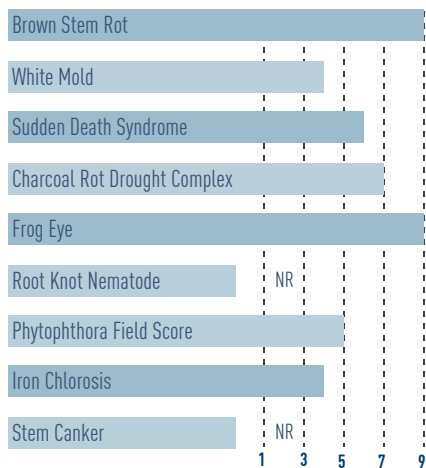 Brown Stem Rot
White Mold
Sudden Death Syndrome
Charcoal Rot Drought Complex
Frog Eye
Root Knot Nematode NR
Phytophthora Field Score
Iron Chlorosis
Stem Canker NR
1 3 5 7 9